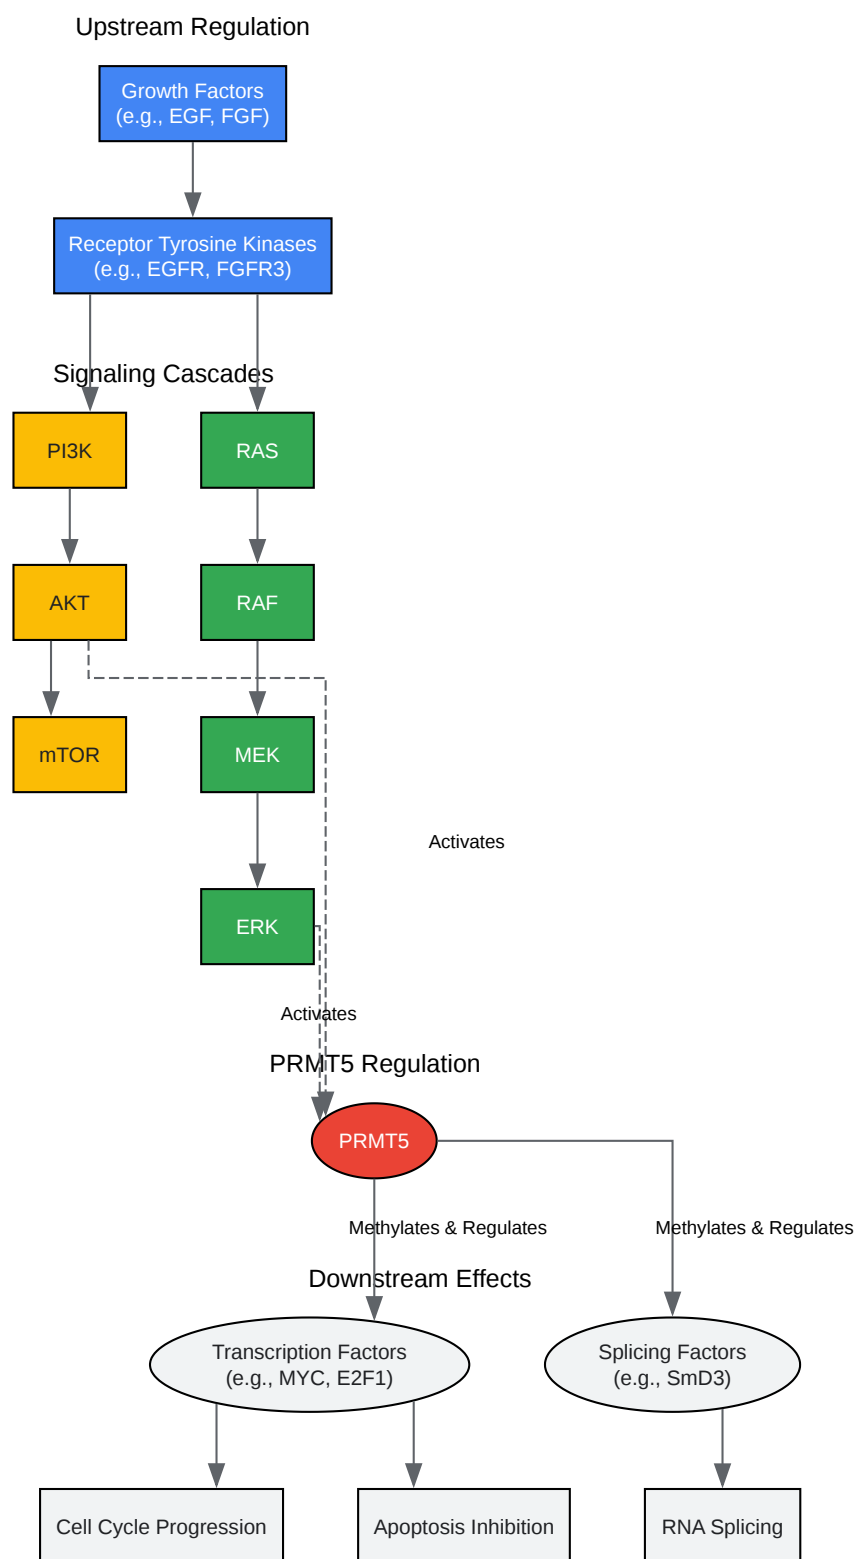 Upstream Regulation
Growth Factors
(e.g., EGF, FGF)
Receptor Tyrosine Kinases
(e.g., EGFR, FGFR3)
Signaling Cascades
PI3K
RAS
AKT
RAF
mTOR
MEK
Activates
ERK
Activates
PRMT5 Regulation
PRMT5
Methylates & Regulates
Methylates & Regulates
Downstream Effects
Transcription Factors
(e.g., MYC, E2F1)
Splicing Factors
(e.g., SmD3)
Cell Cycle Progression
Apoptosis Inhibition
RNA Splicing